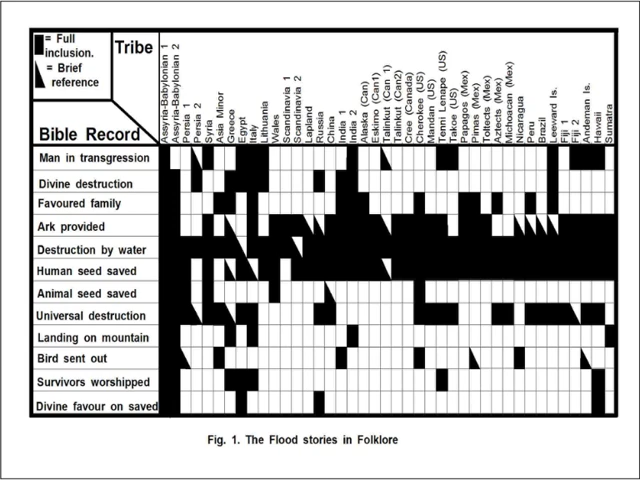 = Full
inclusion.
= Brief
reference
Tribe
Bible Record
Assyria-Babylonian 1
Assyria-Babylonian 2
Persia 1
Persia 2
Syria
Asia Minor
Greece
Egypt
Italy
Lithuania
Wales
Scandinavia 1
Scandinavia 2
Lapland
Russia
China
India 1
India 2
Alaska (Can)
Eskimo (Can1)
Talinkut (Can 1)
Talinkut (Can2)
Cree (Canada)
Cherokee (US)
Mandan (US)
Tenni Lenape (US)
Takoe (US)
Papagos (Mex)
Pimas (Mex)
Toltects (Mex)
Aztects (Mex)
Michoacan (Mex)
Nicaragua
Peru
Brazil
Leeward Is.
Fiji 1
Fiji 2
Andeman Is.
Hawaii
Sumatra
Man in transgression
Divine destruction
Favoured family
Ark provided
Destruction by water
Human seed saved
Animal seed saved
Universal destruction
Landing on mountain
Bird sent out
Survivors worshipped
Divine favour on saved
Fig. 1. The Flood stories in Folklore